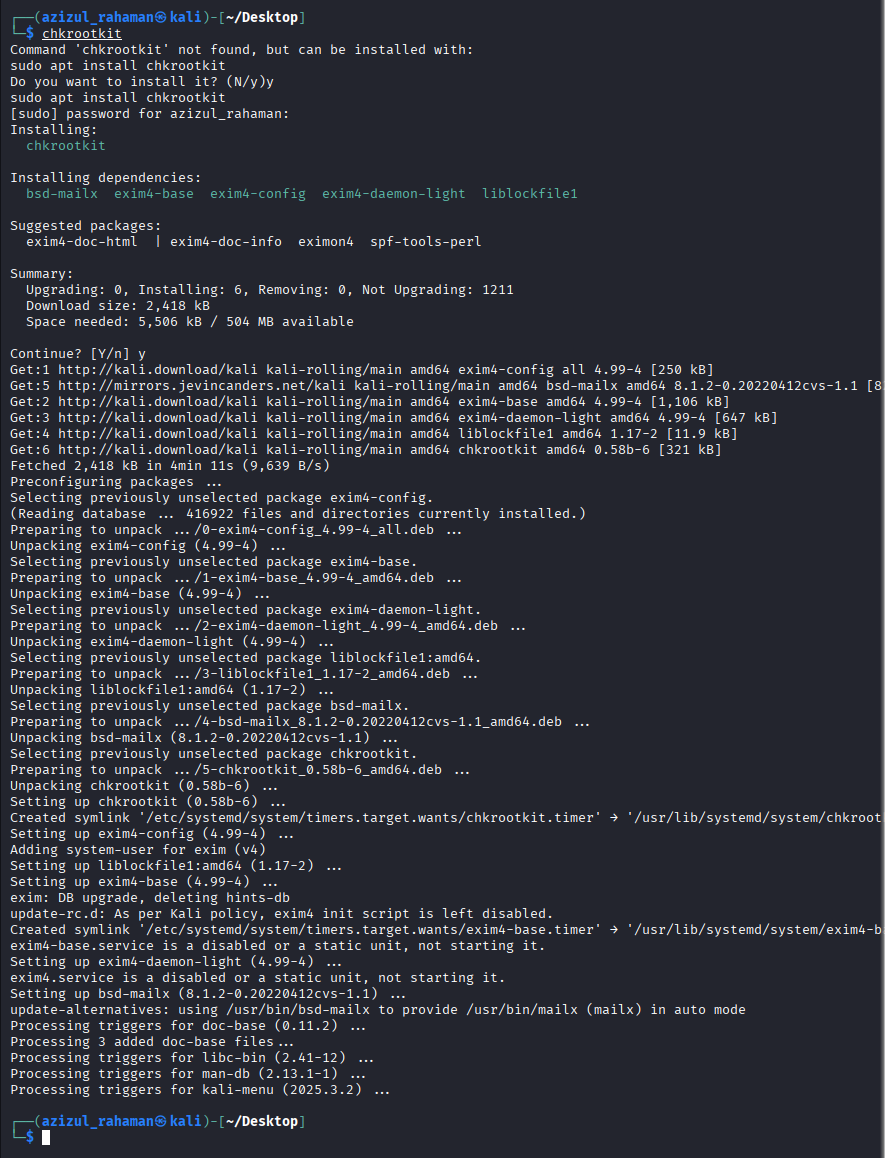 ┌──(azizul_rahaman㉿kali)-[~/Desktop]
└─$ chkrootkit
Command 'chkrootkit' not found, but can be installed with:
sudo apt install chkrootkit
Do you want to install it? (N/y)y
sudo apt install chkrootkit
[sudo] password for azizul_rahaman:
Installing:
  chkrootkit

Installing dependencies:
  bsd-mailx  exim4-base  exim4-config  exim4-daemon-light  liblockfile1

Suggested packages:
  exim4-doc-html  | exim4-doc-info  eximon4  spf-tools-perl

Summary:
  Upgrading: 0, Installing: 6, Removing: 0, Not Upgrading: 1211
  Download size: 2,418 kB
  Space needed: 5,506 kB / 504 MB available

Continue? [Y/n] y
Get:1 http://kali.download/kali kali-rolling/main amd64 exim4-config all 4.99-4 [250 kB]
Get:5 http://mirrors.jevincanders.net/kali kali-rolling/main amd64 bsd-mailx amd64 8.1.2-0.20220412cvs-1.1 [8
Get:2 http://kali.download/kali kali-rolling/main amd64 exim4-base amd64 4.99-4 [1,106 kB]
Get:3 http://kali.download/kali kali-rolling/main amd64 exim4-daemon-light amd64 4.99-4 [647 kB]
Get:4 http://kali.download/kali kali-rolling/main amd64 liblockfile1 amd64 1.17-2 [11.9 kB]
Get:6 http://kali.download/kali kali-rolling/main amd64 chkrootkit amd64 0.58b-6 [321 kB]
Fetched 2,418 kB in 4min 11s (9,639 B/s)
Preconfiguring packages ...
Selecting previously unselected package exim4-config.
(Reading database ... 416922 files and directories currently installed.)
Preparing to unpack .../0-exim4-config_4.99-4_all.deb ...
Unpacking exim4-config (4.99-4) ...
Selecting previously unselected package exim4-base.
Preparing to unpack .../1-exim4-base_4.99-4_amd64.deb ...
Unpacking exim4-base (4.99-4) ...
Selecting previously unselected package exim4-daemon-light.
Preparing to unpack .../2-exim4-daemon-light_4.99-4_amd64.deb ...
Unpacking exim4-daemon-light (4.99-4) ...
Selecting previously unselected package liblockfile1:amd64.
Preparing to unpack .../3-liblockfile1_1.17-2_amd64.deb ...
Unpacking liblockfile1:amd64 (1.17-2) ...
Selecting previously unselected package bsd-mailx.
Preparing to unpack .../4-bsd-mailx_8.1.2-0.20220412cvs-1.1_amd64.deb ...
Unpacking bsd-mailx (8.1.2-0.20220412cvs-1.1) ...
Selecting previously unselected package chkrootkit.
Preparing to unpack .../5-chkrootkit_0.58b-6_amd64.deb ...
Unpacking chkrootkit (0.58b-6) ...
Setting up chkrootkit (0.58b-6) ...
Created symlink '/etc/systemd/system/timers.target.wants/chkrootkit.timer' → '/usr/lib/systemd/system/chkroot
Setting up exim4-config (4.99-4) ...
Adding system-user for exim (v4)
Setting up liblockfile1:amd64 (1.17-2) ...
Setting up exim4-base (4.99-4) ...
exim: DB upgrade, deleting hints-db
update-rc.d: As per Kali policy, exim4 init script is left disabled.
Created symlink '/etc/systemd/system/timers.target.wants/exim4-base.timer' → '/usr/lib/systemd/system/exim4-b
exim4-base.service is a disabled or a static unit, not starting it.
Setting up exim4-daemon-light (4.99-4) ...
exim4.service is a disabled or a static unit, not starting it.
Setting up bsd-mailx (8.1.2-0.20220412cvs-1.1) ...
update-alternatives: using /usr/bin/bsd-mailx to provide /usr/bin/mailx (mailx) in auto mode
Processing triggers for doc-base (0.11.2) ...
Processing 3 added doc-base files...
Processing triggers for libc-bin (2.41-12) ...
Processing triggers for man-db (2.13.1-1) ...
Processing triggers for kali-menu (2025.3.2) ...

┌──(azizul_rahaman㉿kali)-[~/Desktop]
└─$